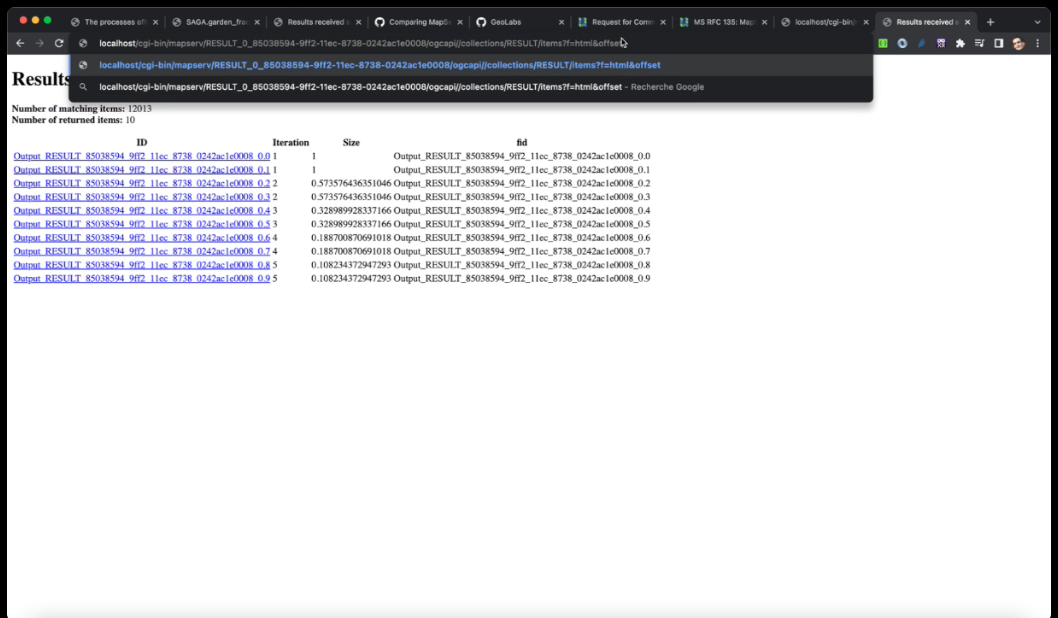 The processes of
SAGA.garden_frac
Results received
Comparing MapSe
GeoLabs
Request for Comm
MS RFC 135: Map
localhost/cgi-bin/
Results received
localhost/cgi-bin/mapserv/RESULT_0_85038594-9ff2-11ec-8738-0242ac1e0008/ogcapi//collections/RESULT/items?f=html&offset
localhost/cgi-bin/mapserv/RESULT_0_85038594-9ff2-11ec-8738-0242ac1e0008/ogcapi//collections/RESULT/items?f=html&offset
localhost/cgi-bin/mapserv/RESULT_0_85038594-9ff2-11ec-8738-0242ac1e0008/ogcapi//collections/RESULT/items?f=html&offset - Recherche Google
Results
Number of matching items: 12013
Number of returned items: 10
ID Iteration Size fid
Output_RESULT_85038594_9ff2_11ec_8738_0242ac1e0008_0.0 1 1 Output_RESULT_85038594_9ff2_11ec_8738_0242ac1e0008_0.0
Output_RESULT_85038594_9ff2_11ec_8738_0242ac1e0008_0.1 1 1 Output_RESULT_85038594_9ff2_11ec_8738_0242ac1e0008_0.1
Output_RESULT_85038594_9ff2_11ec_8738_0242ac1e0008_0.2 2 0.573576436351046 Output_RESULT_85038594_9ff2_11ec_8738_0242ac1e0008_0.2
Output_RESULT_85038594_9ff2_11ec_8738_0242ac1e0008_0.3 2 0.573576436351046 Output_RESULT_85038594_9ff2_11ec_8738_0242ac1e0008_0.3
Output_RESULT_85038594_9ff2_11ec_8738_0242ac1e0008_0.4 3 0.328989928337166 Output_RESULT_85038594_9ff2_11ec_8738_0242ac1e0008_0.4
Output_RESULT_85038594_9ff2_11ec_8738_0242ac1e0008_0.5 3 0.328989928337166 Output_RESULT_85038594_9ff2_11ec_8738_0242ac1e0008_0.5
Output_RESULT_85038594_9ff2_11ec_8738_0242ac1e0008_0.6 4 0.188700870691018 Output_RESULT_85038594_9ff2_11ec_8738_0242ac1e0008_0.6
Output_RESULT_85038594_9ff2_11ec_8738_0242ac1e0008_0.7 4 0.188700870691018 Output_RESULT_85038594_9ff2_11ec_8738_0242ac1e0008_0.7
Output_RESULT_85038594_9ff2_11ec_8738_0242ac1e0008_0.8 5 0.108234372947293 Output_RESULT_85038594_9ff2_11ec_8738_0242ac1e0008_0.8
Output_RESULT_85038594_9ff2_11ec_8738_0242ac1e0008_0.9 5 0.108234372947293 Output_RESULT_85038594_9ff2_11ec_8738_0242ac1e0008_0.9